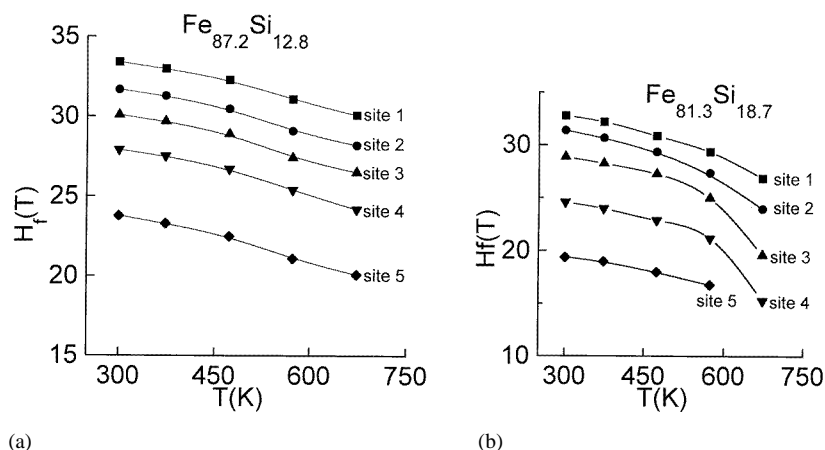 Fe87.2Si12.8
35
30
25
20
15
Hf(T)
site 1
site 2
site 3
site 4
site 5
300 450 600 750
T(K)
(a)
Fe81.3Si18.7
30
20
10
Hf(T)
site 1
site 2
site 3
site 5
site 4
300 450 600 750
T(K)
(b)